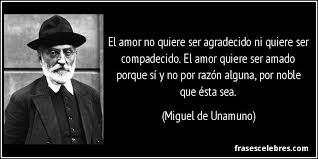 El amor no quiere ser agradecido ni quiere ser
compadecido. El amor quiere ser amado
porque sí y no por razón alguna, por noble
que ésta sea.
(Miguel de Unamuno)
frasescelebres.com